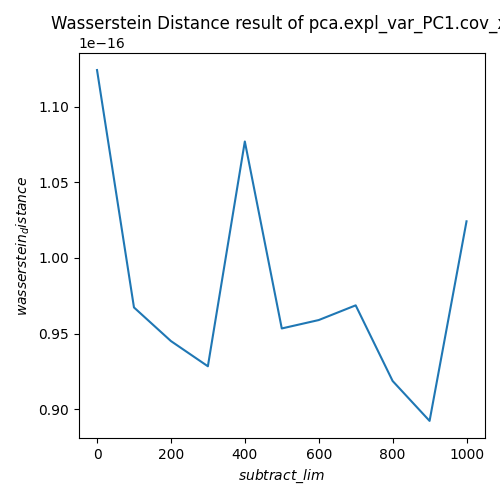 Wasserstein Distance result of pca.expl_var_PC1.cov_x
1e−16
1.10
1.05
1.00
0.95
0.90
wasserstein_distance
0 200 400 600 800 1000
subtract_lim